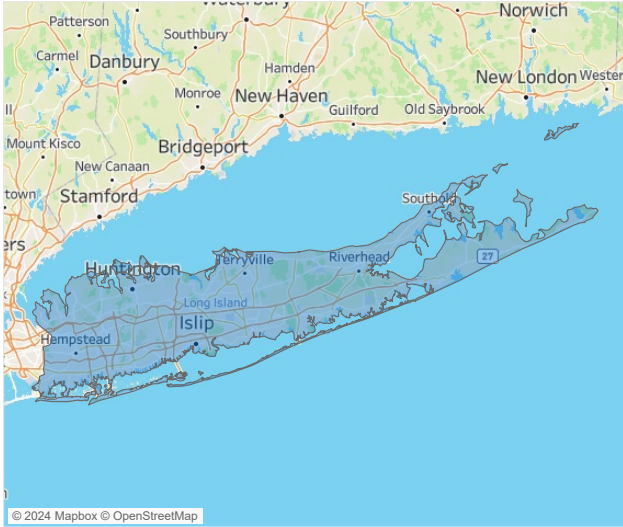 Waterbury
Norwich
Patterson
Southbury
Carmel
Danbury
Hamden
Monroe
New London
Wester
New Haven
Guilford
Old Saybrook
ll
Mount Kisco
Bridgeport
New Canaan
town
Stamford
Southold
ers
Huntington
Terryville
Riverhead
27
Long Island
Islip
Hempstead
n
© 2024 Mapbox © OpenStreetMap